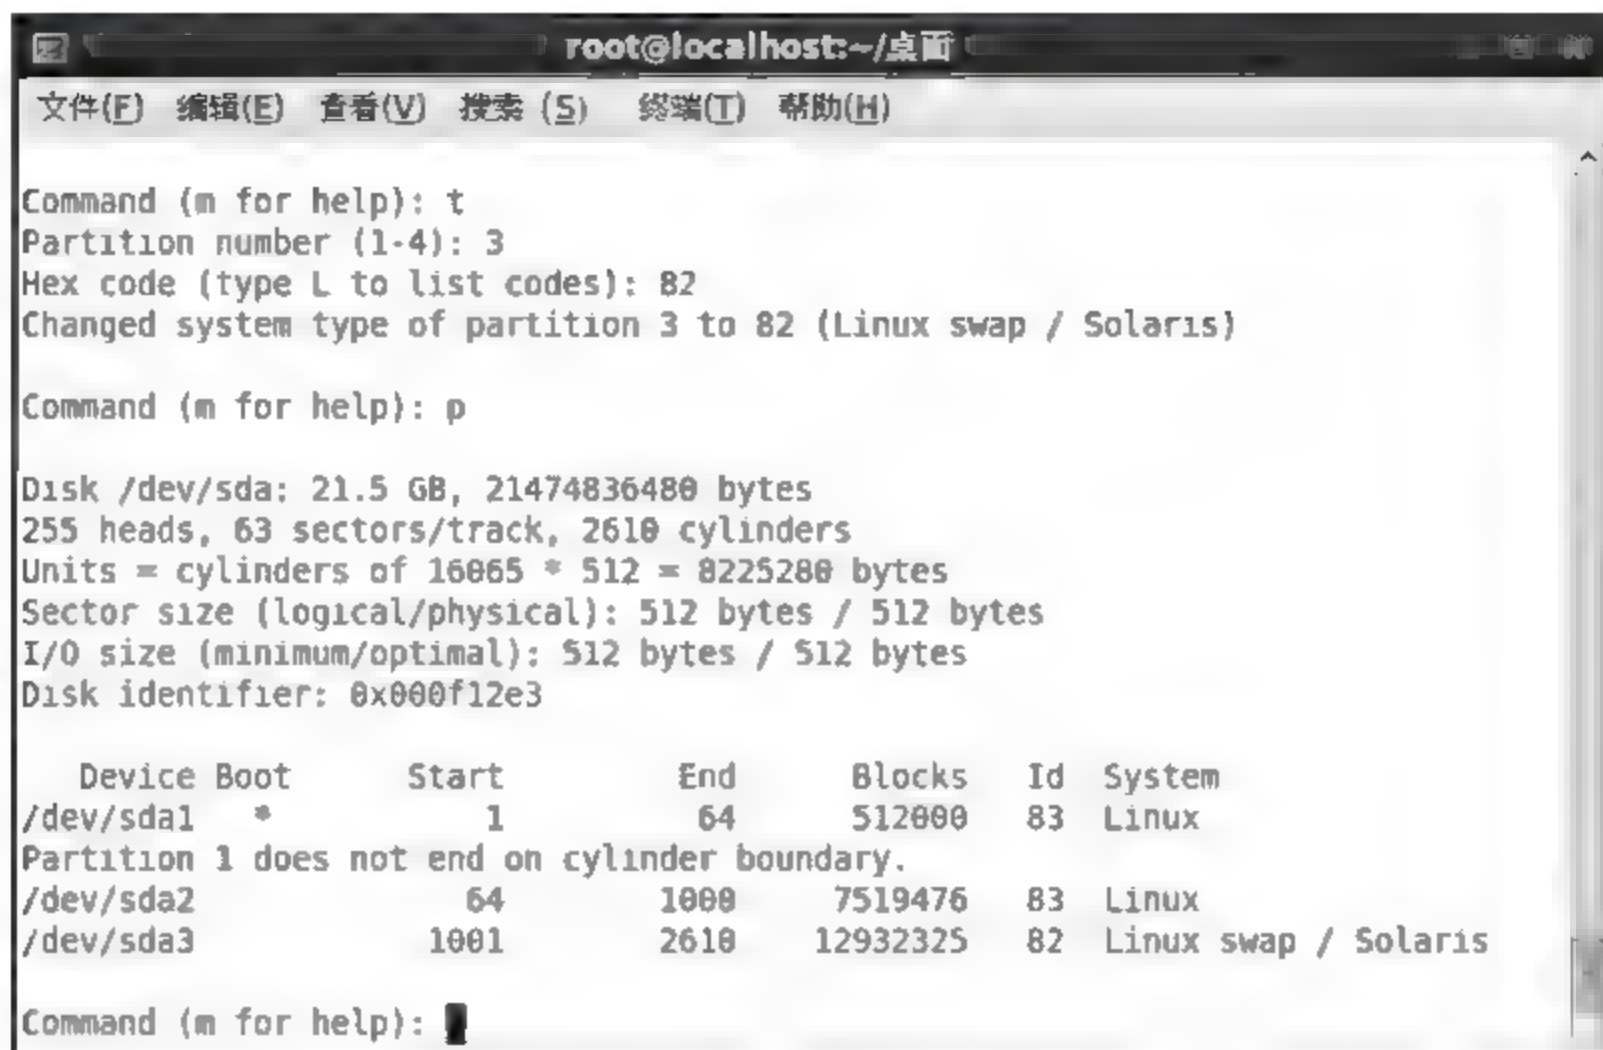 root@localhost:~/桌面
文件(F) 编辑(E) 查看(V) 搜索 (S) 终端(T) 帮助(H)
Command (m for help): t
Partition number (1-4): 3
Hex code (type L to list codes): 82
Changed system type of partition 3 to 82 (Linux swap / Solaris)
Command (m for help): p
Disk /dev/sda: 21.5 GB, 21474836480 bytes
255 heads, 63 sectors/track, 2610 cylinders
Units = cylinders of 16065 * 512 = 8225280 bytes
Sector size (logical/physical): 512 bytes / 512 bytes
I/O size (minimum/optimal): 512 bytes / 512 bytes
Disk identifier: 0x000f12e3
Device Boot Start End Blocks Id System
/dev/sda1 * 1 64 512000 83 Linux
Partition 1 does not end on cylinder boundary.
/dev/sda2 64 1000 7519476 83 Linux
/dev/sda3 1001 2610 12932325 82 Linux swap / Solaris
Command (m for help):